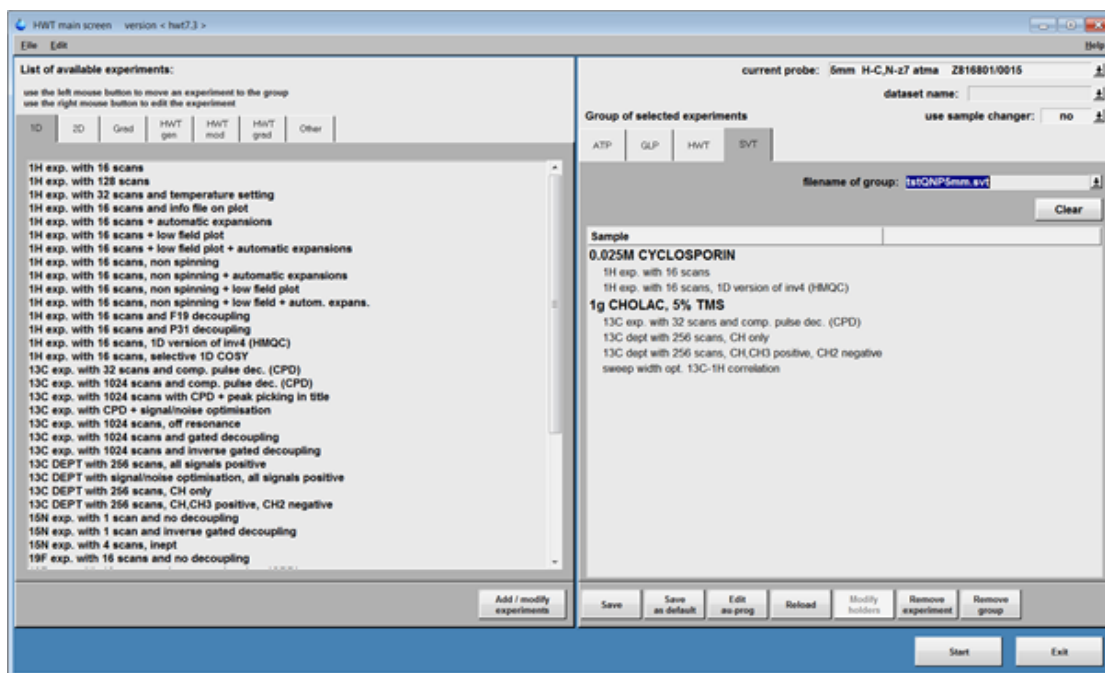 HWT main screen version < hwt7.3 >
File Edit
Help
List of available experiments:
use the left mouse button to move an experiment to the group
use the right mouse button to edit the experiment
1D
2D
Grad
HWT
gen
HWT
mod
HWT
grad
Other
1H exp. with 16 scans
1H exp. with 128 scans
1H exp. with 32 scans and temperature setting
1H exp. with 16 scans and info file on plot
1H exp. with 16 scans + automatic expansions
1H exp. with 16 scans + low field plot
1H exp. with 16 scans + low field plot + automatic expansions
1H exp. with 16 scans, non spinning
1H exp. with 16 scans, non spinning + automatic expansions
1H exp. with 16 scans, non spinning + low field plot
1H exp. with 16 scans, non spinning + low field + autom. expans.
1H exp. with 16 scans and F19 decoupling
1H exp. with 16 scans and P31 decoupling
1H exp. with 16 scans, 1D version of inv4 (HMQC)
1H exp. with 16 scans, selective 1D COSY
13C exp. with 32 scans and comp. pulse dec. (CPD)
13C exp. with 1024 scans and comp. pulse dec. (CPD)
13C exp. with 1024 scans with CPD + peak picking in title
13C exp. with CPD + signal/noise optimisation
13C exp. with 1024 scans, off resonance
13C exp. with 1024 scans and gated decoupling
13C exp. with 1024 scans and inverse gated decoupling
13C DEPT with 256 scans, all signals positive
13C DEPT with signal/noise optimisation, all signals positive
13C DEPT with 256 scans, CH only
13C DEPT with 256 scans, CH,CH3 positive, CH2 negative
15N exp. with 1 scan and no decoupling
15N exp. with 1 scan and inverse gated decoupling
15N exp. with 4 scans, inept
19F exp. with 16 scans and no decoupling
Add / modify
experiments
current probe: 5mm H-C,N-z7 atma Z816801/0015
dataset name:
Group of selected experiments
use sample changer: no
ATP
GLP
HWT
SVT
filename of group: tstQNP5mm.svt
Clear
Sample
0.025M CYCLOSPORIN
1H exp. with 16 scans
1H exp. with 16 scans, 1D version of inv4 (HMQC)
1g CHOLAC, 5% TMS
13C exp. with 32 scans and comp. pulse dec. (CPD)
13C dept with 256 scans, CH only
13C dept with 256 scans, CH,CH3 positive, CH2 negative
sweep width opt. 13C-1H correlation
Save
Save
as default
Edit
au prog
Reload
Modify
holders
Remove
experiment
Remove
group
Start
Exit